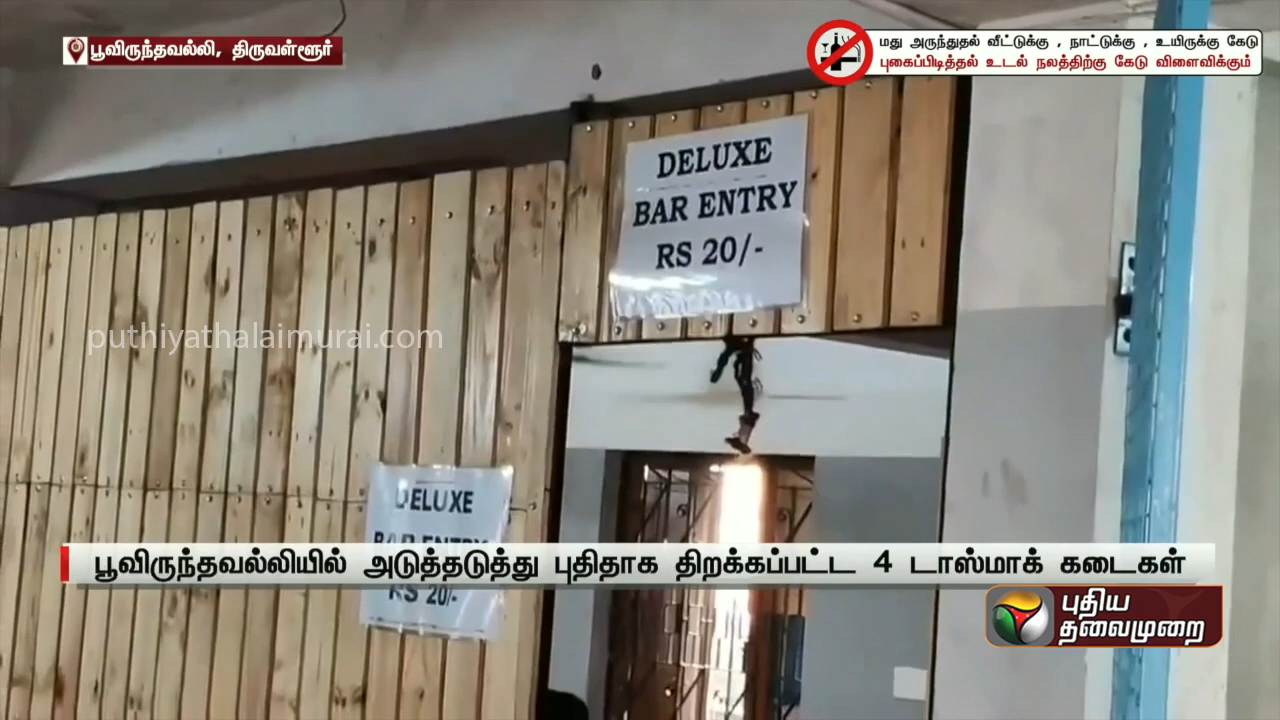 பூவிருந்தவல்லி, திருவள்ளூர்
மது அருந்துதல் வீட்டுக்கு , நாட்டுக்கு , உயிருக்கு கேடு
புகைப்பிடித்தல் உடல் நலத்திற்கு கேடு விளைவிக்கும்
DELUXE
BAR ENTRY
RS 20/-
puthiyathalaimurai.com
DELUXE
BAR ENTRY
RS 20/-
பூவிருந்தவல்லியில் அடுத்தடுத்து புதிதாக திறக்கப்பட்ட 4 டாஸ்மாக் கடைகள்
புதிய
தலைமுறை